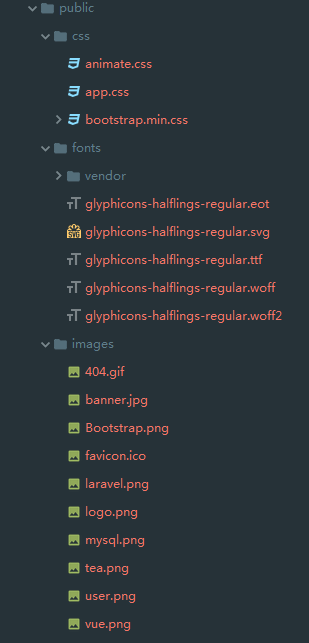 public
css
animate.css
app.css
bootstrap.min.css
fonts
vendor
glyphicons-halflings-regular.eot
glyphicons-halflings-regular.svg
glyphicons-halflings-regular.ttf
glyphicons-halflings-regular.woff
glyphicons-halflings-regular.woff2
images
404.gif
banner.jpg
Bootstrap.png
favicon.ico
laravel.png
logo.png
mysql.png
tea.png
user.png
vue.png